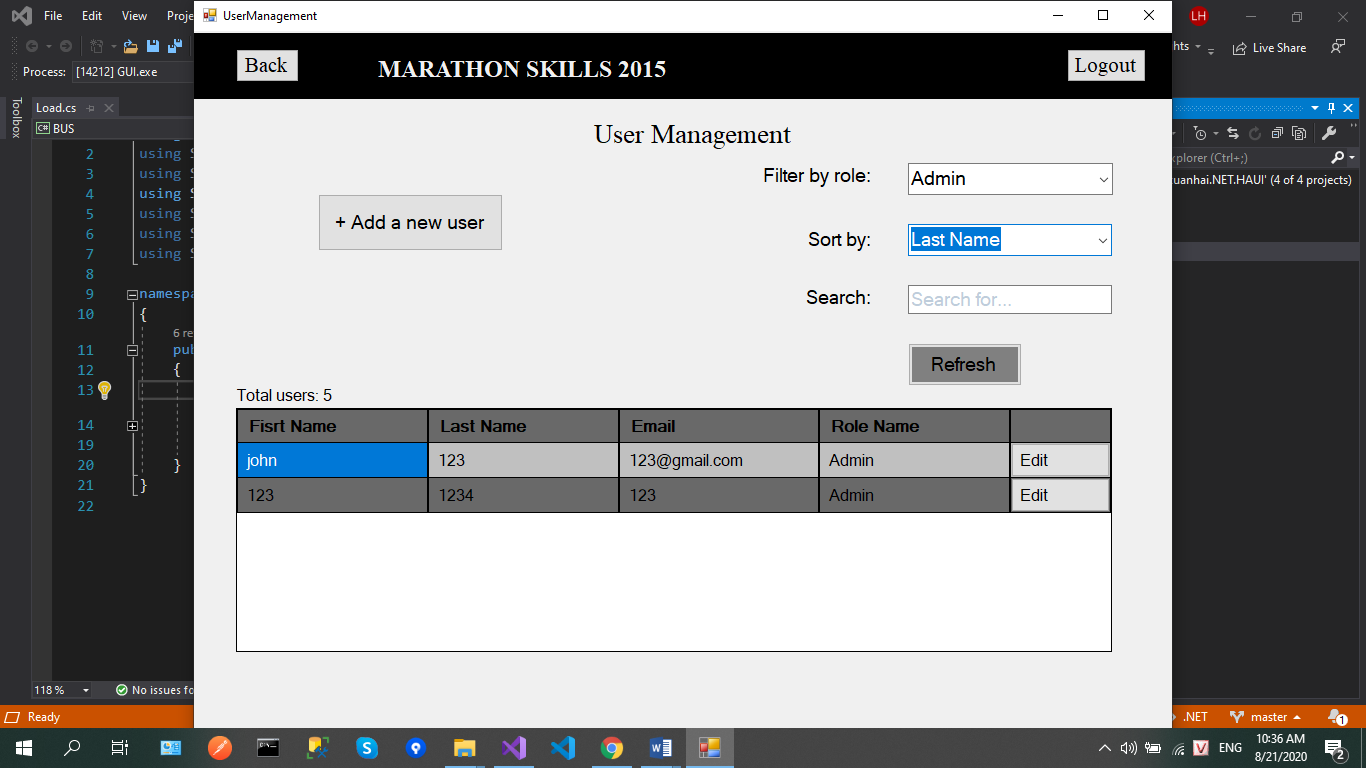 File Edit View Proje
UserManagement
LH
Process: [14212] GUI.exe
Live Share
Back
MARATHON SKILLS 2015
Logout
Toolbox
Load.cs
C# BUS
2 using S
3 using S
4 using S
5 using S
6 using S
7 using S
8
9 namespa
10 {
6 re
11 pub
12 {
13
14
19
20 }
21 }
22
User Management
Filter by role: Admin
+ Add a new user
Sort by: Last Name
Search: Search for...
Refresh
Total users: 5
Fisrt Name Last Name Email Role Name
john 123 123@gmail.com Admin Edit
123 1234 123 Admin Edit
xplorer (Ctrl+;)
uanhai.NET.HAUI' (4 of 4 projects)
118 % No issues fo
Ready
.NET master 1
ENG
10:36 AM
8/21/2020
2